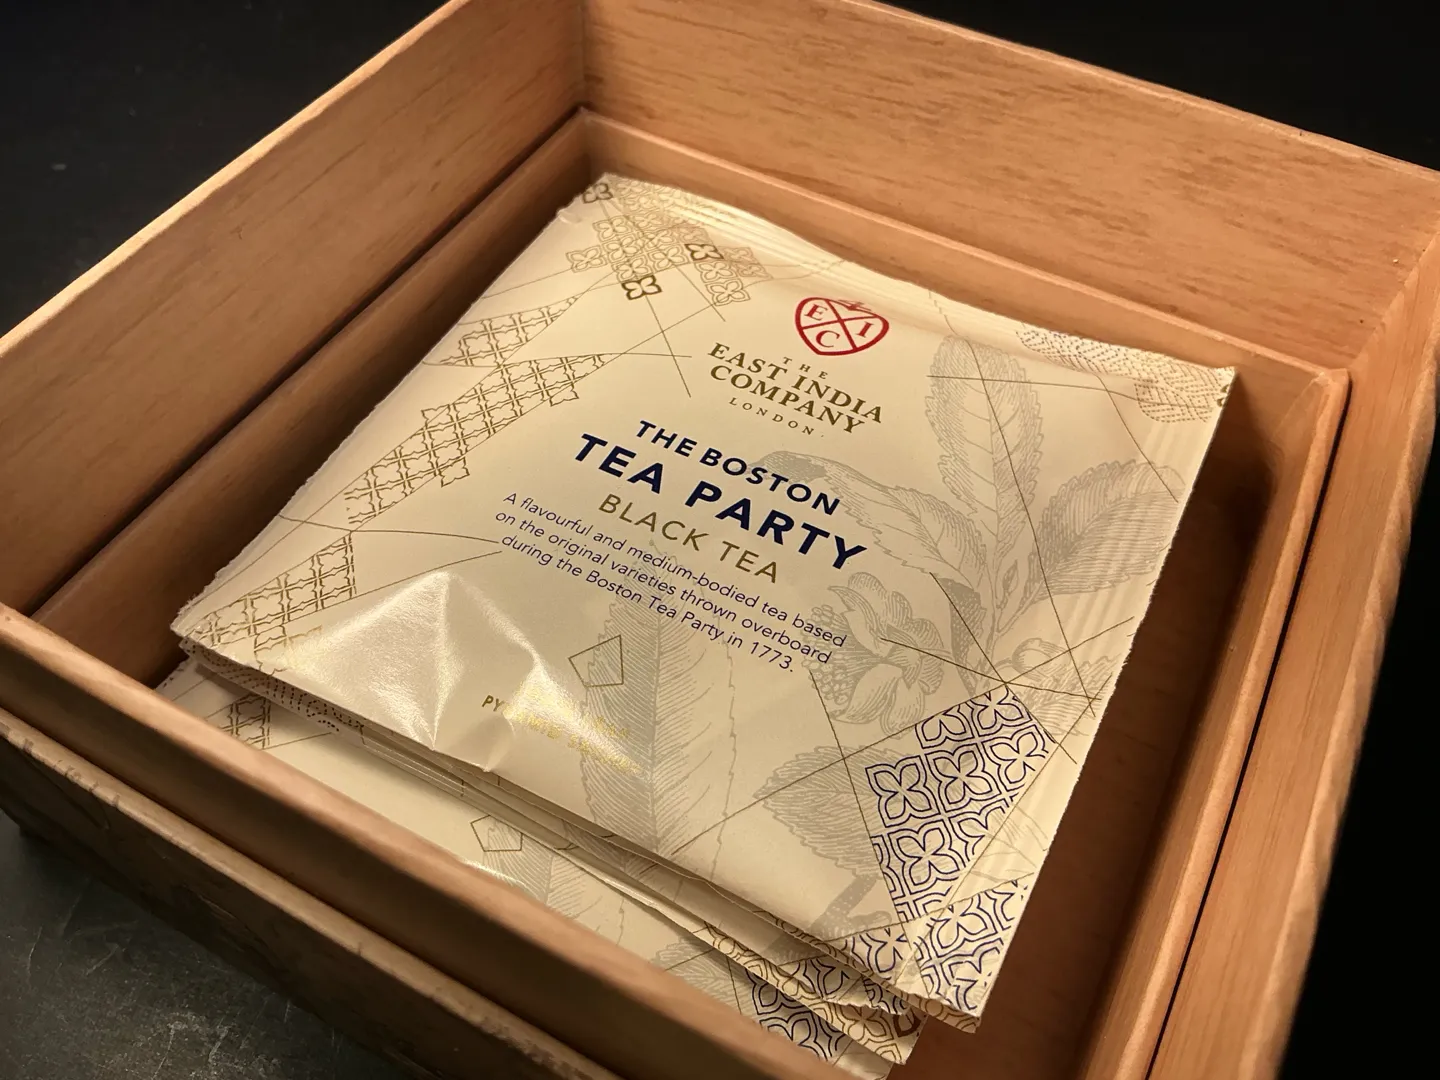 E I
C
THE
EAST INDIA
COMPANY
LONDON
THE BOSTON
TEA PARTY
BLACK TEA
A flavourful and medium-bodied tea based
on the original varieties thrown overboard
during the Boston Tea Party in 1773.